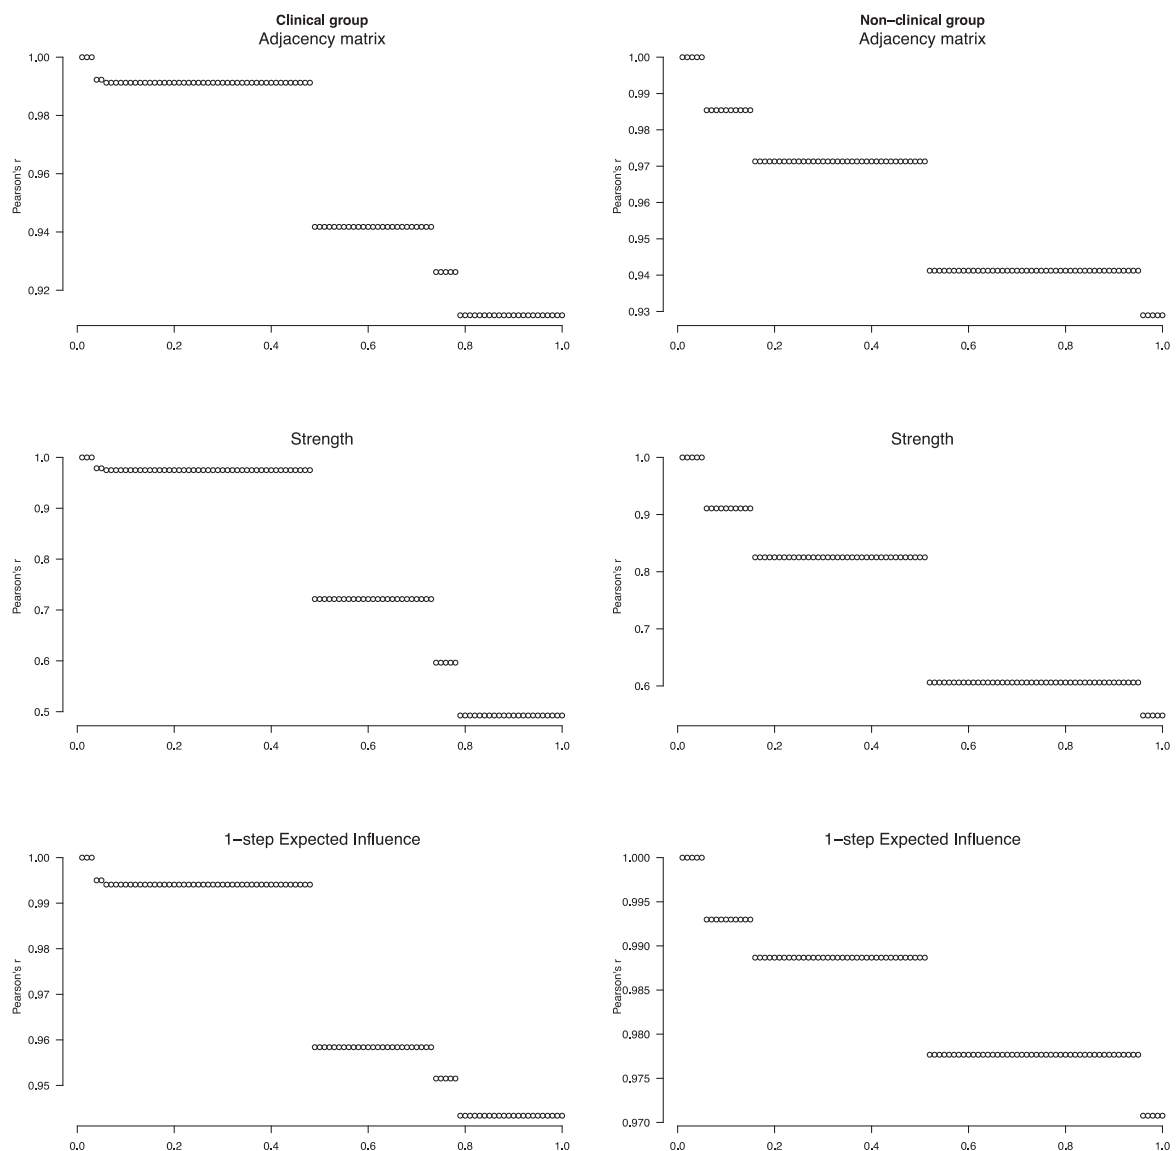 Clinical group
Adjacency matrix
1.00
0.98
0.96
0.94
0.92
Pearson's r
0.0 0.2 0.4 0.6 0.8 1.0
Non−clinical group
Adjacency matrix
1.00
0.99
0.98
0.97
0.96
0.95
0.94
0.93
Pearson's r
0.0 0.2 0.4 0.6 0.8 1.0
Strength
1.0
0.9
0.8
0.7
0.6
0.5
Pearson's r
0.0 0.2 0.4 0.6 0.8 1.0
Strength
1.0
0.9
0.8
0.7
0.6
Pearson's r
0.0 0.2 0.4 0.6 0.8 1.0
1−step Expected Influence
1.00
0.99
0.98
0.97
0.96
0.95
Pearson's r
0.0 0.2 0.4 0.6 0.8 1.0
1−step Expected Influence
1.000
0.995
0.990
0.985
0.980
0.975
0.970
Pearson's r
0.0 0.2 0.4 0.6 0.8 1.0